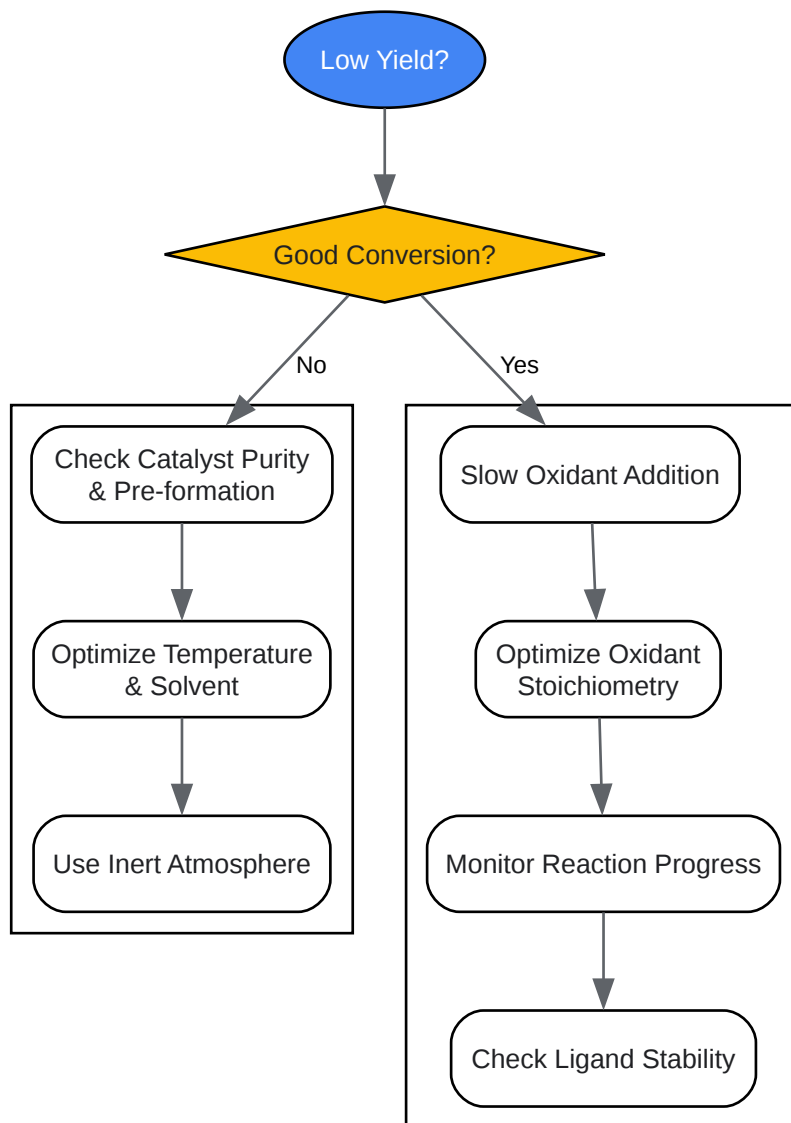 Low Yield?
Good Conversion?
No
Yes
Check Catalyst Purity
& Pre-formation
Optimize Temperature
& Solvent
Use Inert Atmosphere
Slow Oxidant Addition
Optimize Oxidant
Stoichiometry
Monitor Reaction Progress
Check Ligand Stability